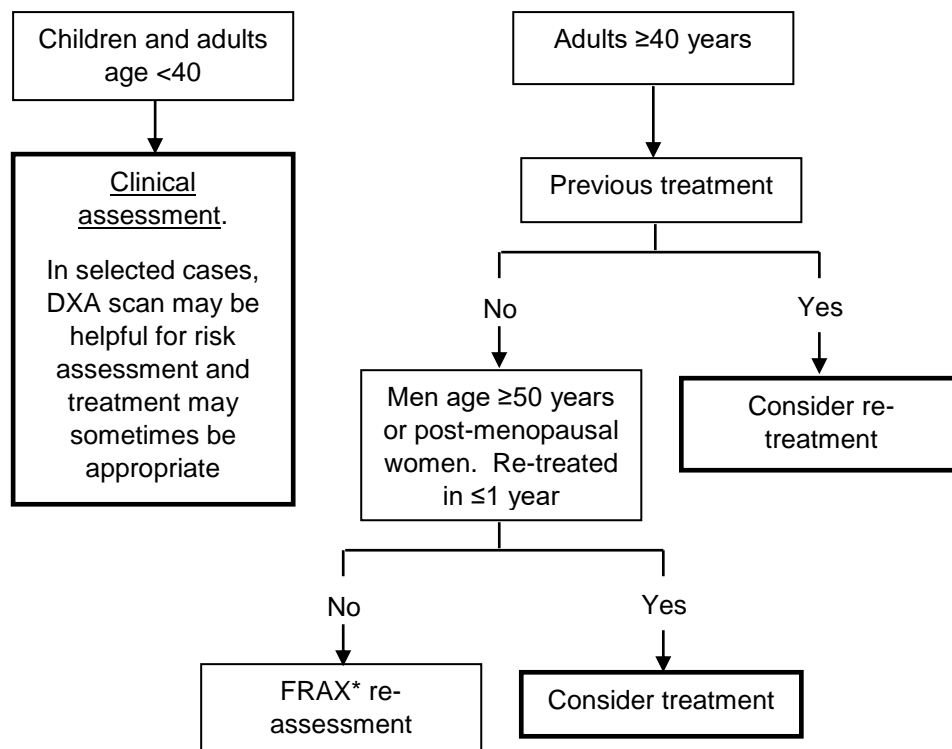 Children and adults
age <40
Clinical
assessment.
In selected cases,
DXA scan may be
helpful for risk
assessment and
treatment may
sometimes be
appropriate
Adults ≥40 years
Previous treatment
No
Yes
Men age ≥50 years
or post-menopausal
women. Re-treated
in ≤1 year
Consider re-
treatment
No
Yes
FRAX* re-
assessment
Consider treatment